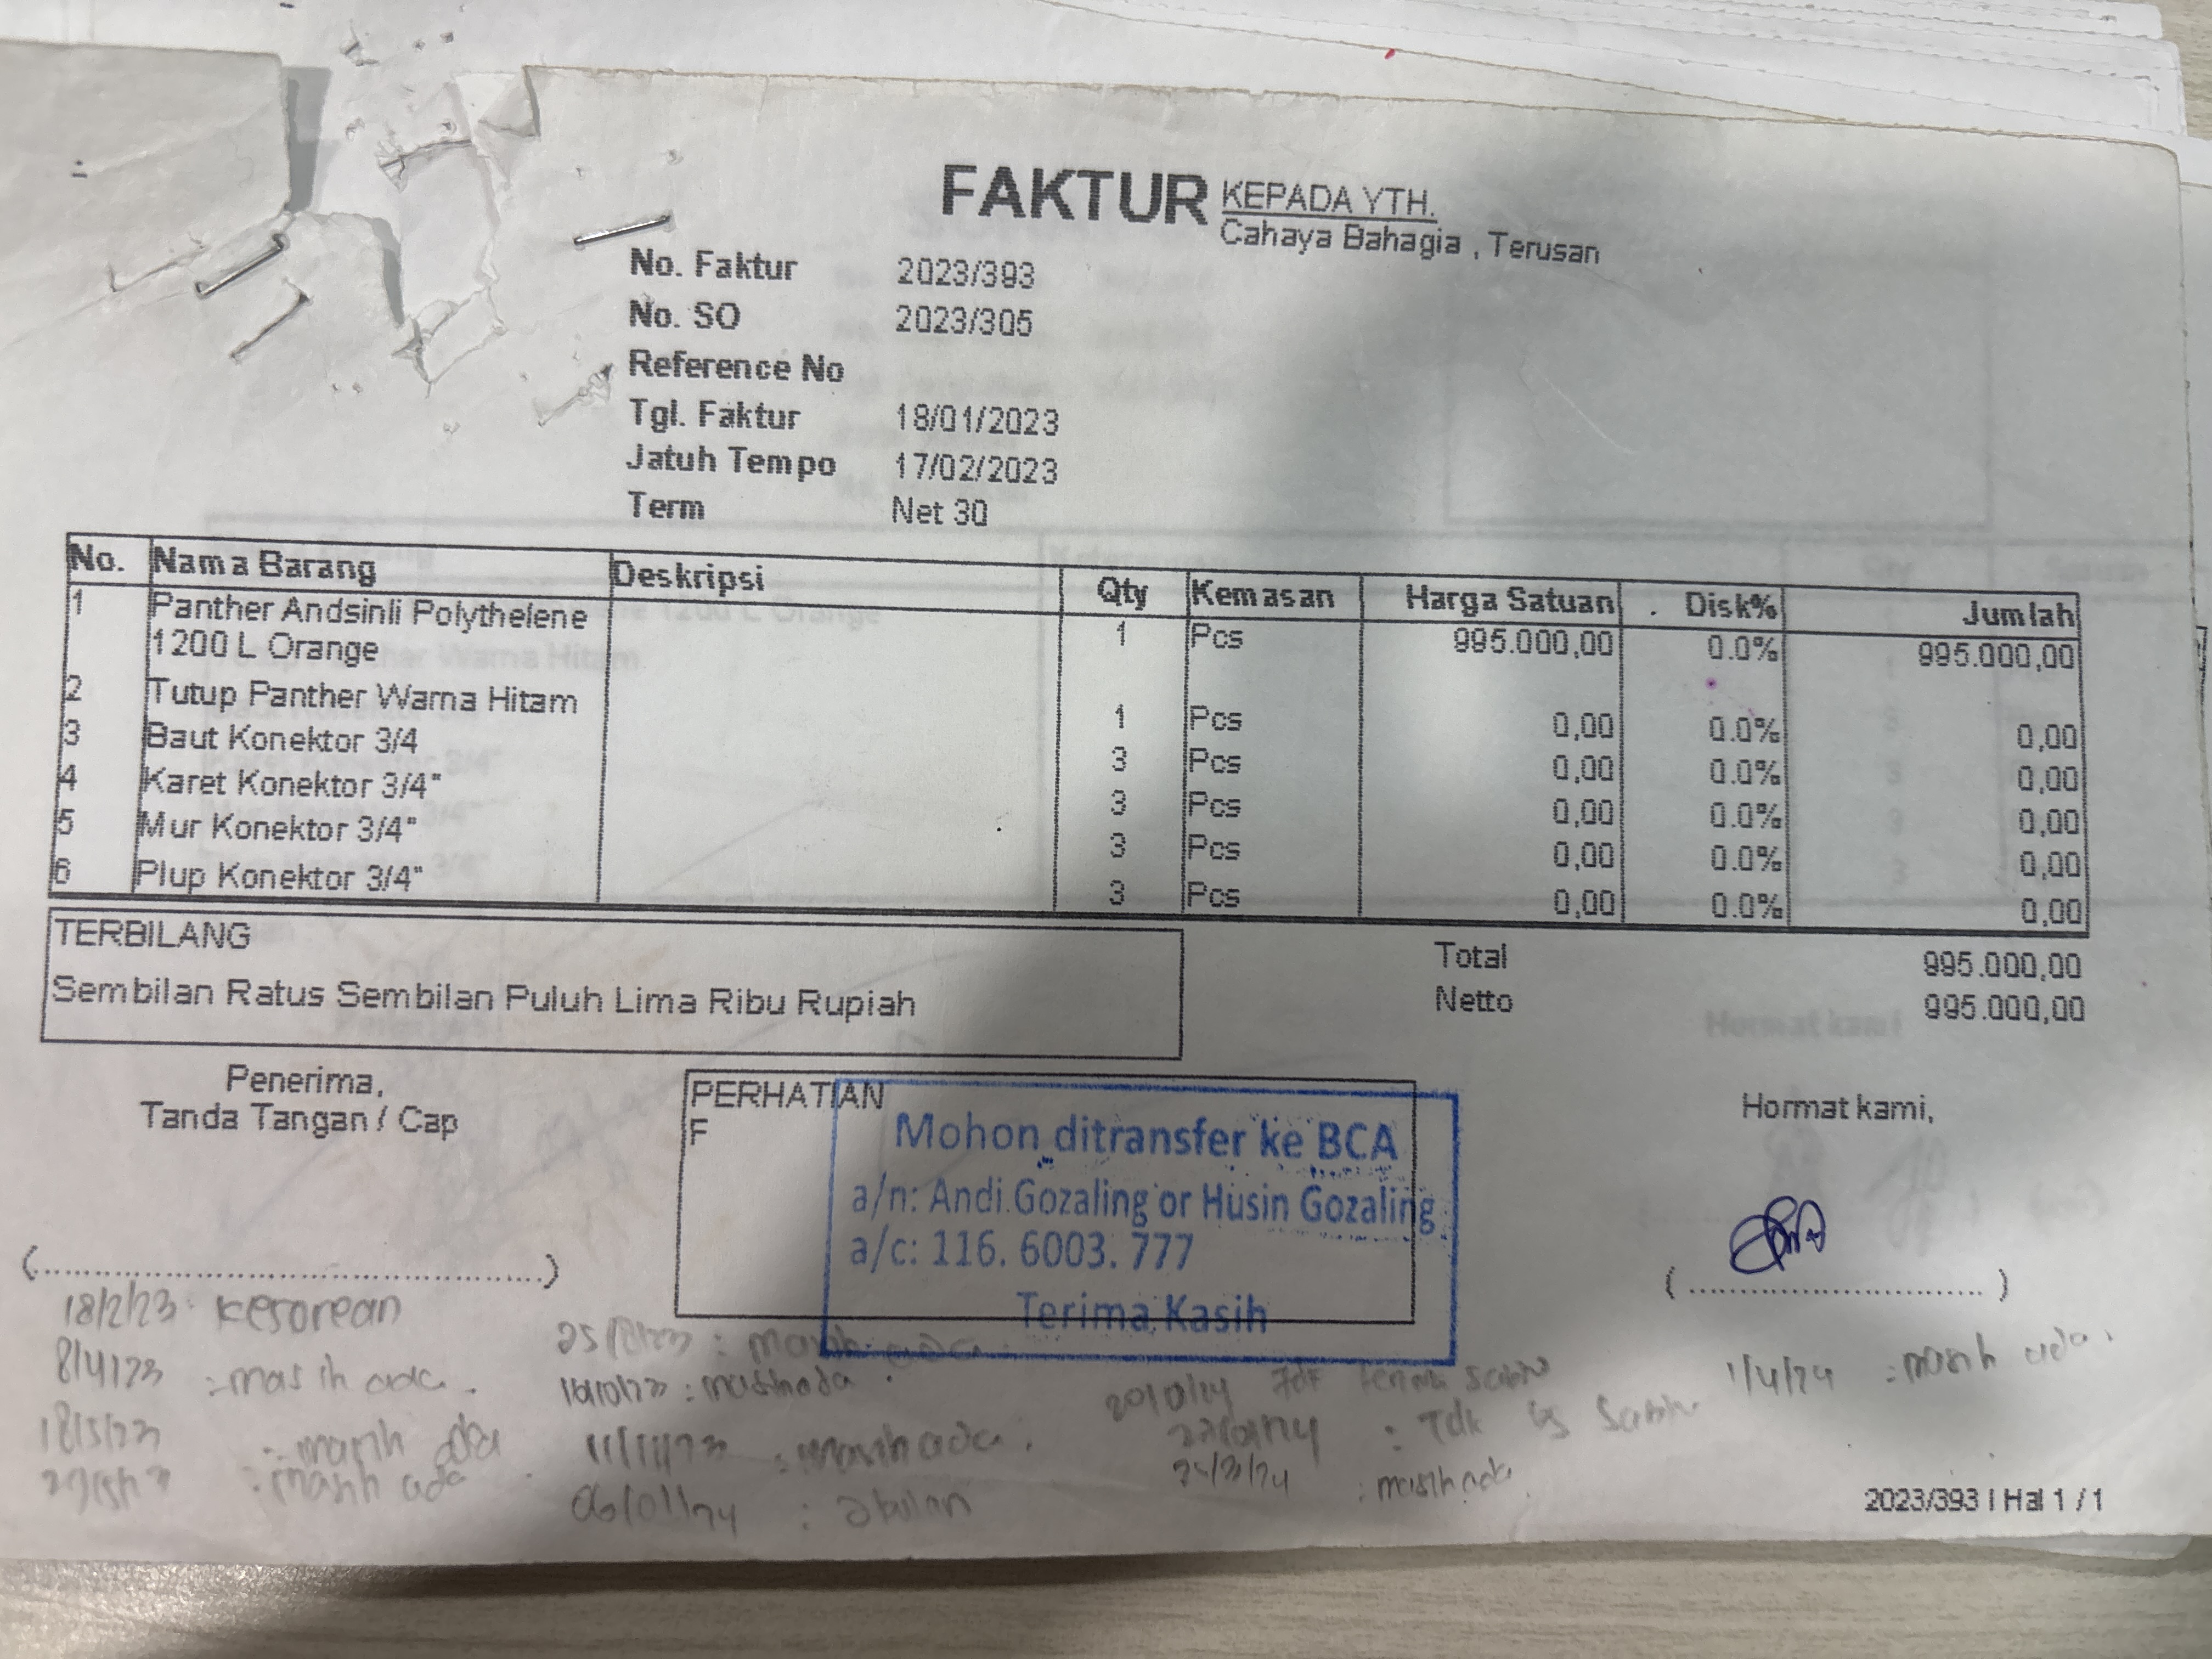 FAKTUR
KEPADA YTH.
Cahaya Bahagia , Terusan
No. Faktur 2023/393
No. SO 2023/305
Reference No
Tgl. Faktur 18/01/2023
Jatuh Tempo 17/02/2023
Term Net 30
No. Nama Barang Deskripsi Qty Kemasan Harga Satuan Disk% Jumlah
1 Panther Andsinli Polythelene 1 Pcs 995.000,00 0.0% 995.000,00
1200 L Orange
2 Tutup Panther Warna Hitam 1 Pcs 0,00 0.0% 0,00
3 Baut Konektor 3/4 3 Pcs 0,00 0.0% 0,00
4 Karet Konektor 3/4" 3 Pcs 0,00 0.0% 0,00
5 Mur Konektor 3/4" 3 Pcs 0,00 0.0% 0,00
6 Plup Konektor 3/4" 3 Pcs 0,00 0.0% 0,00
TERBILANG
Sembilan Ratus Sembilan Puluh Lima Ribu Rupiah
Total 995.000,00
Netto 995.000,00
Penerima,
Tanda Tangan / Cap
PERHATIAN
F
Mohon ditransfer ke BCA
a/n: Andi Gozaling or Husin Gozaling
a/c: 116. 6003. 777
Terima Kasih
Hormat kami,
18/2/23 : kesorean
8/4/23 : masih ada.
18/5/23 : masih ada
: masih ada
: masih ada
16/10/23 : masih ada
11/11/23 : masih ada.
06/01/24 : 2 bulan
: Tdk
: masih ada
1/4/24 : masih ada.
2023/393 | Hal 1 / 1